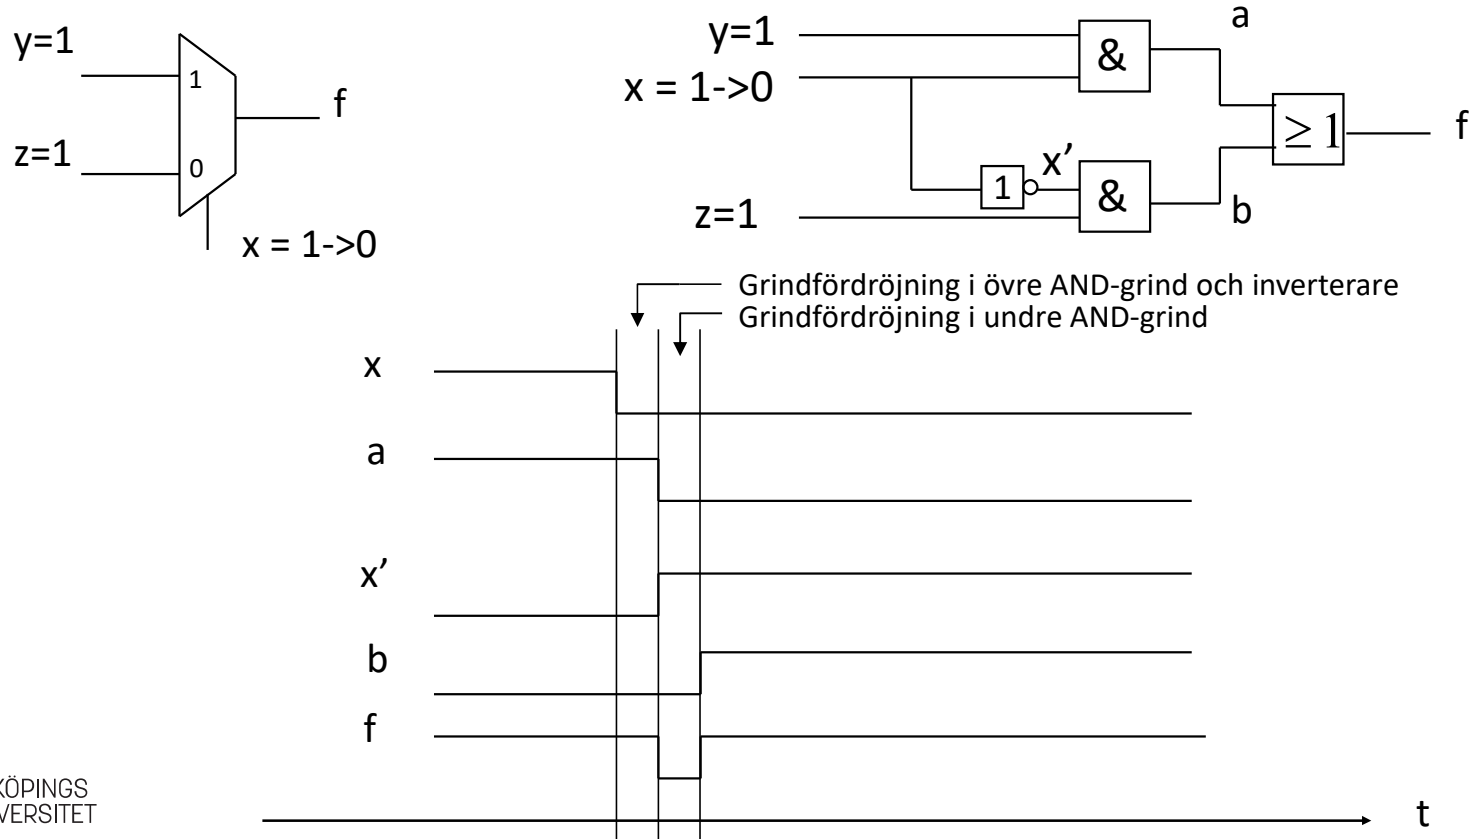 y=1
1
f
z=1
0
x = 1->0
y=1
x = 1->0
&
a
≥ 1
f
x’
1
&
z=1
b
Grindfördröjning i övre AND-grind och inverterare
Grindfördröjning i undre AND-grind
x
a
x’
b
f
KÖPINGS
VERSITET
t